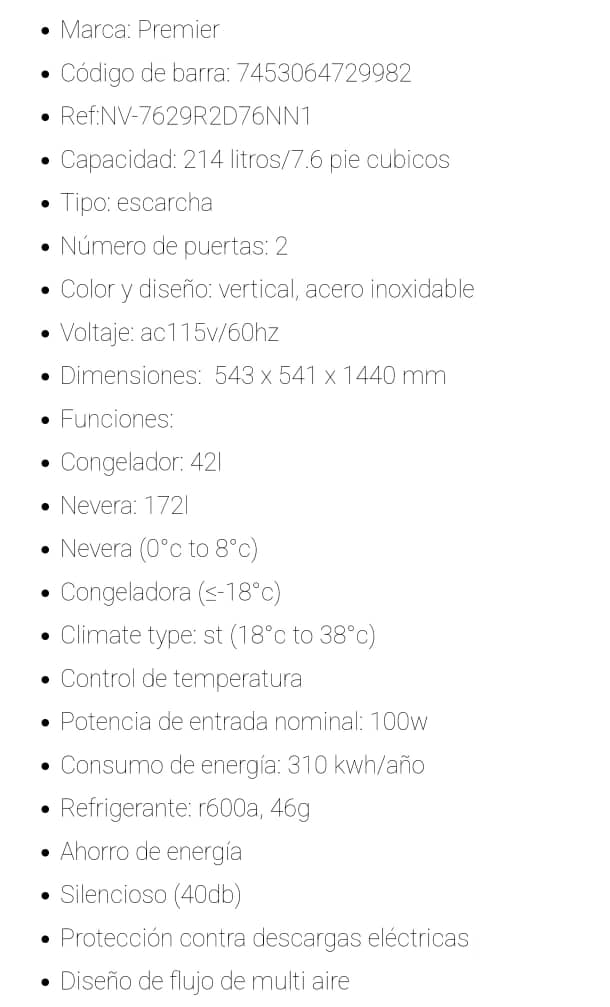 • Marca: Premier
• Código de barra: 7453064729982
• Ref:NV-7629R2D76NN1
• Capacidad: 214 litros/7.6 pie cubicos
• Tipo: escarcha
• Número de puertas: 2
• Color y diseño: vertical, acero inoxidable
• Voltaje: ac115v/60hz
• Dimensiones:  543 x 541 x 1440 mm
• Funciones:
• Congelador: 42l
• Nevera: 172l
• Nevera (0°c to 8°c)
• Congeladora (≤-18°c)
• Climate type: st (18°c to 38°c)
• Control de temperatura
• Potencia de entrada nominal: 100w
• Consumo de energía: 310 kwh/año
• Refrigerante: r600a, 46g
• Ahorro de energía
• Silencioso (40db)
• Protección contra descargas eléctricas
• Diseño de flujo de multi aire